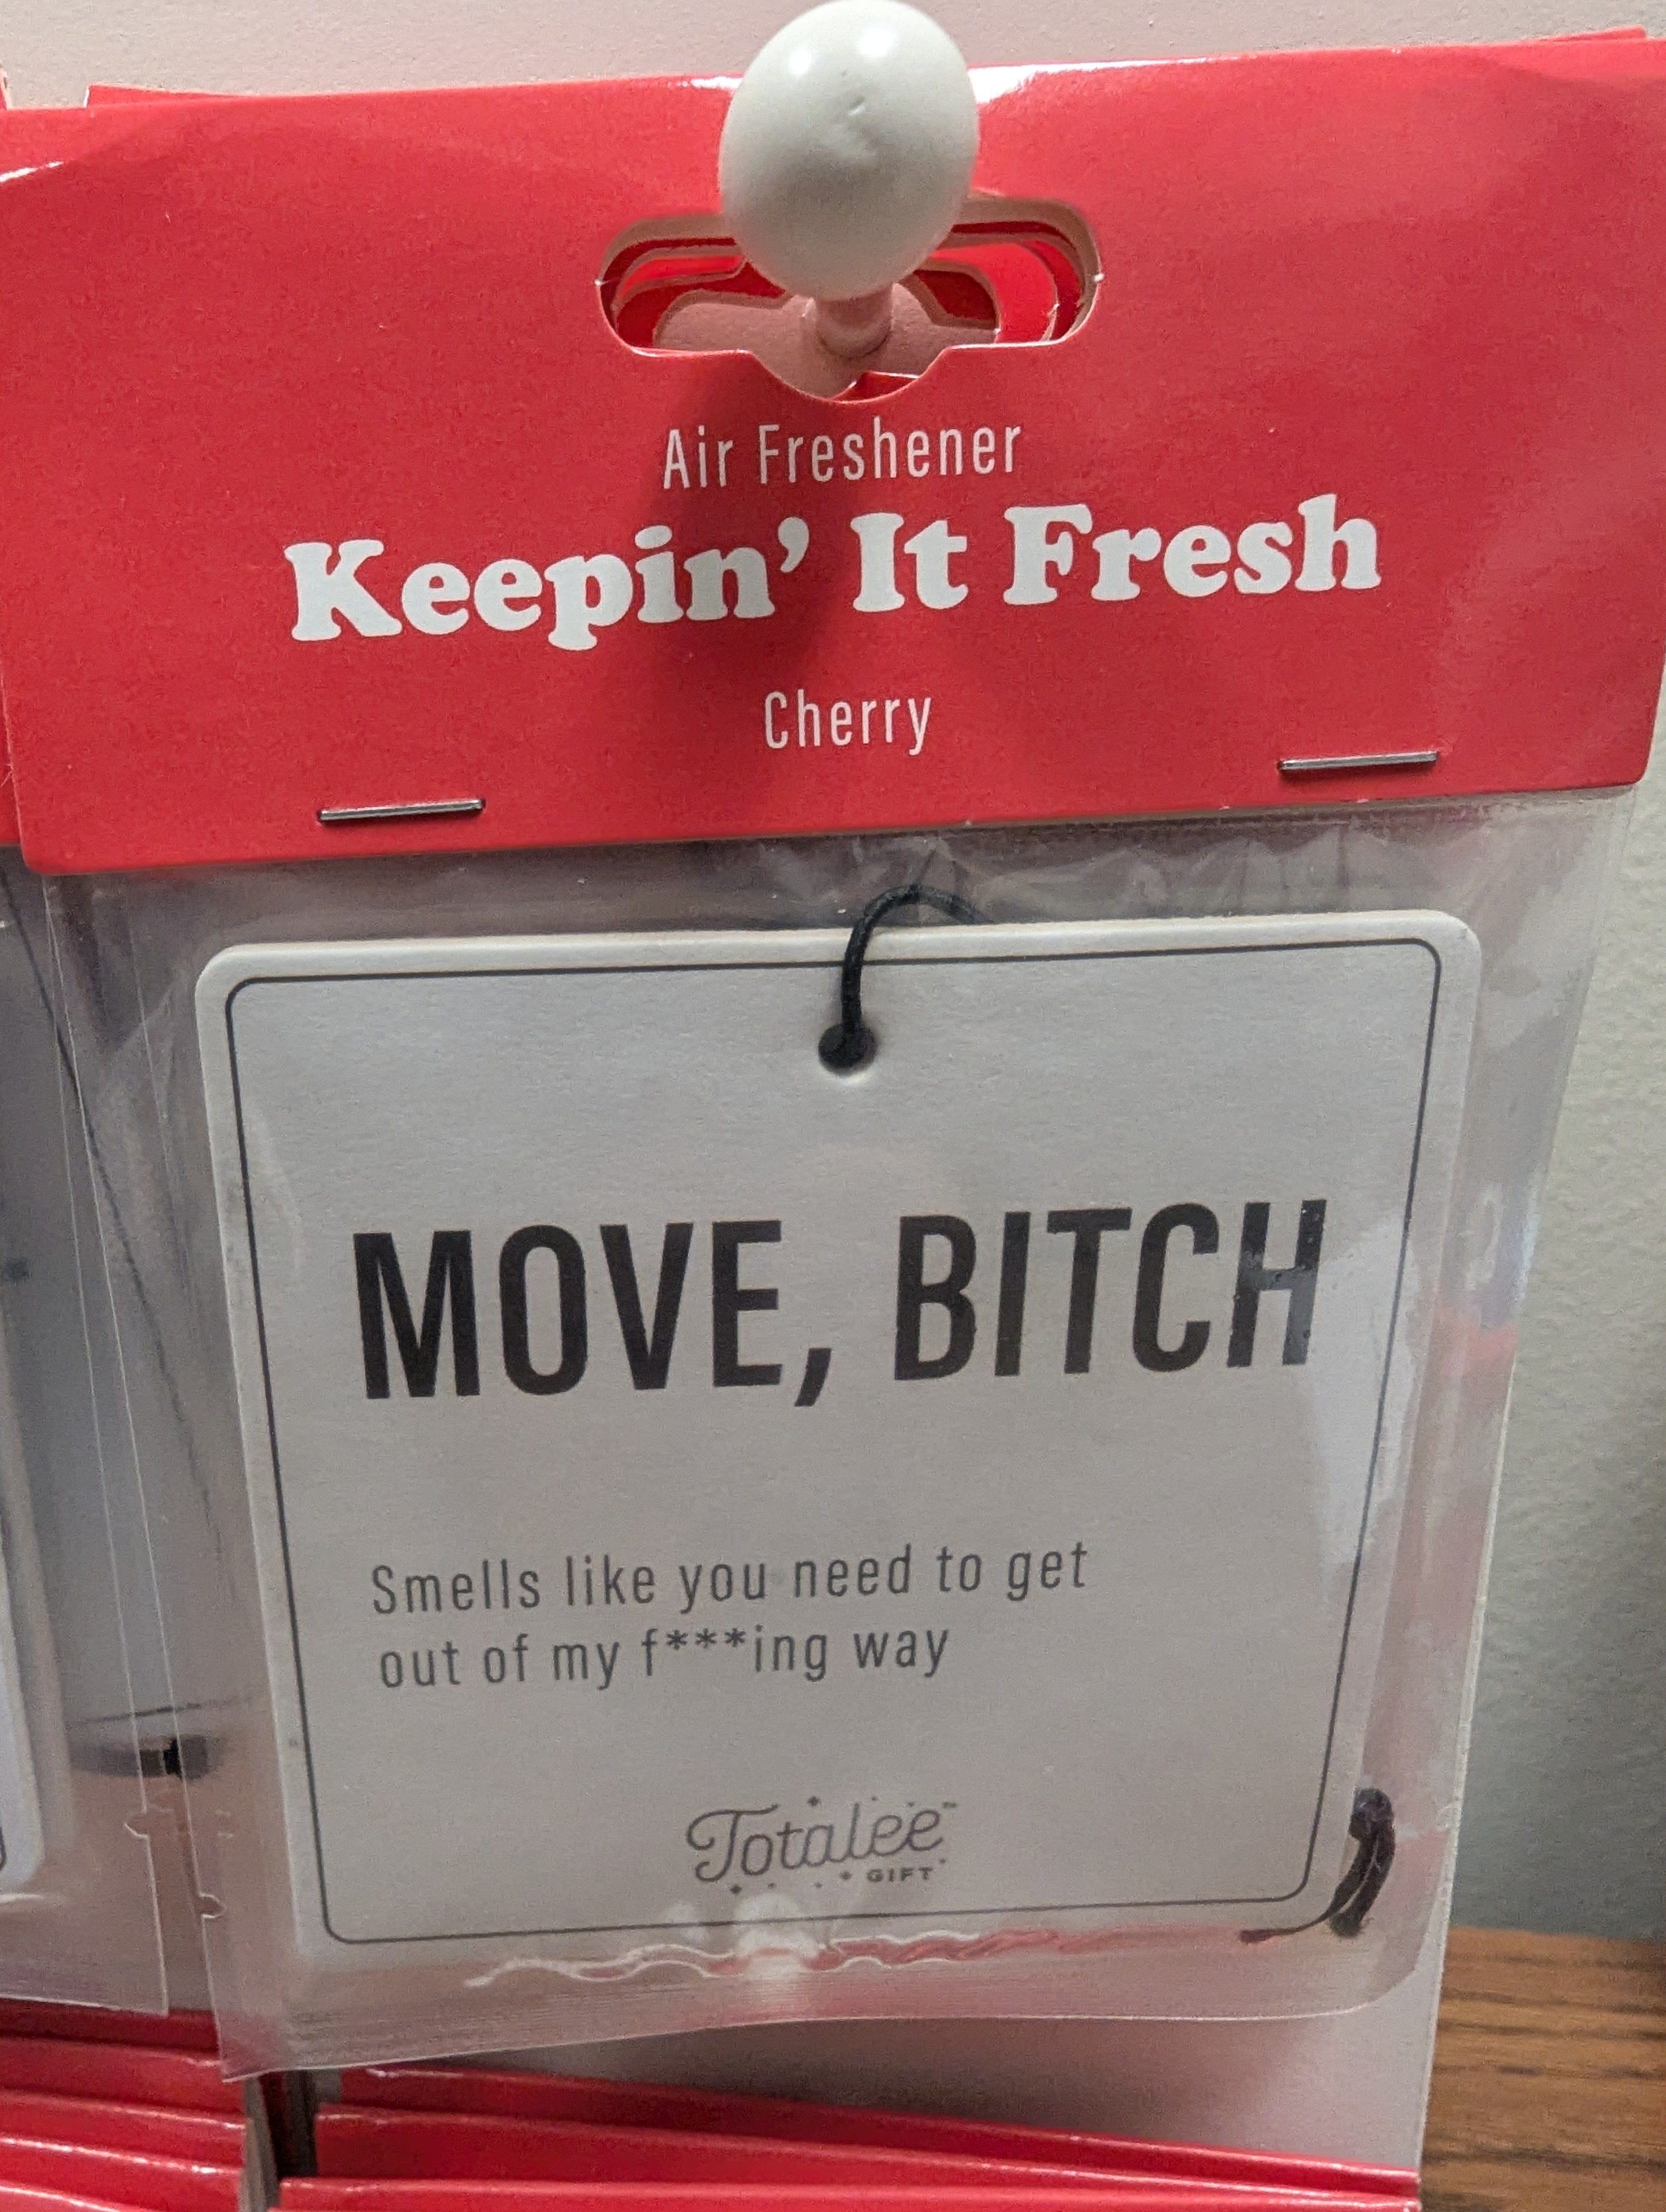 Air Freshener
Keepin' It Fresh
Cherry
MOVE, BITCH
Smells like you need to get
out of my f***ing way
Totalee™
GIFT